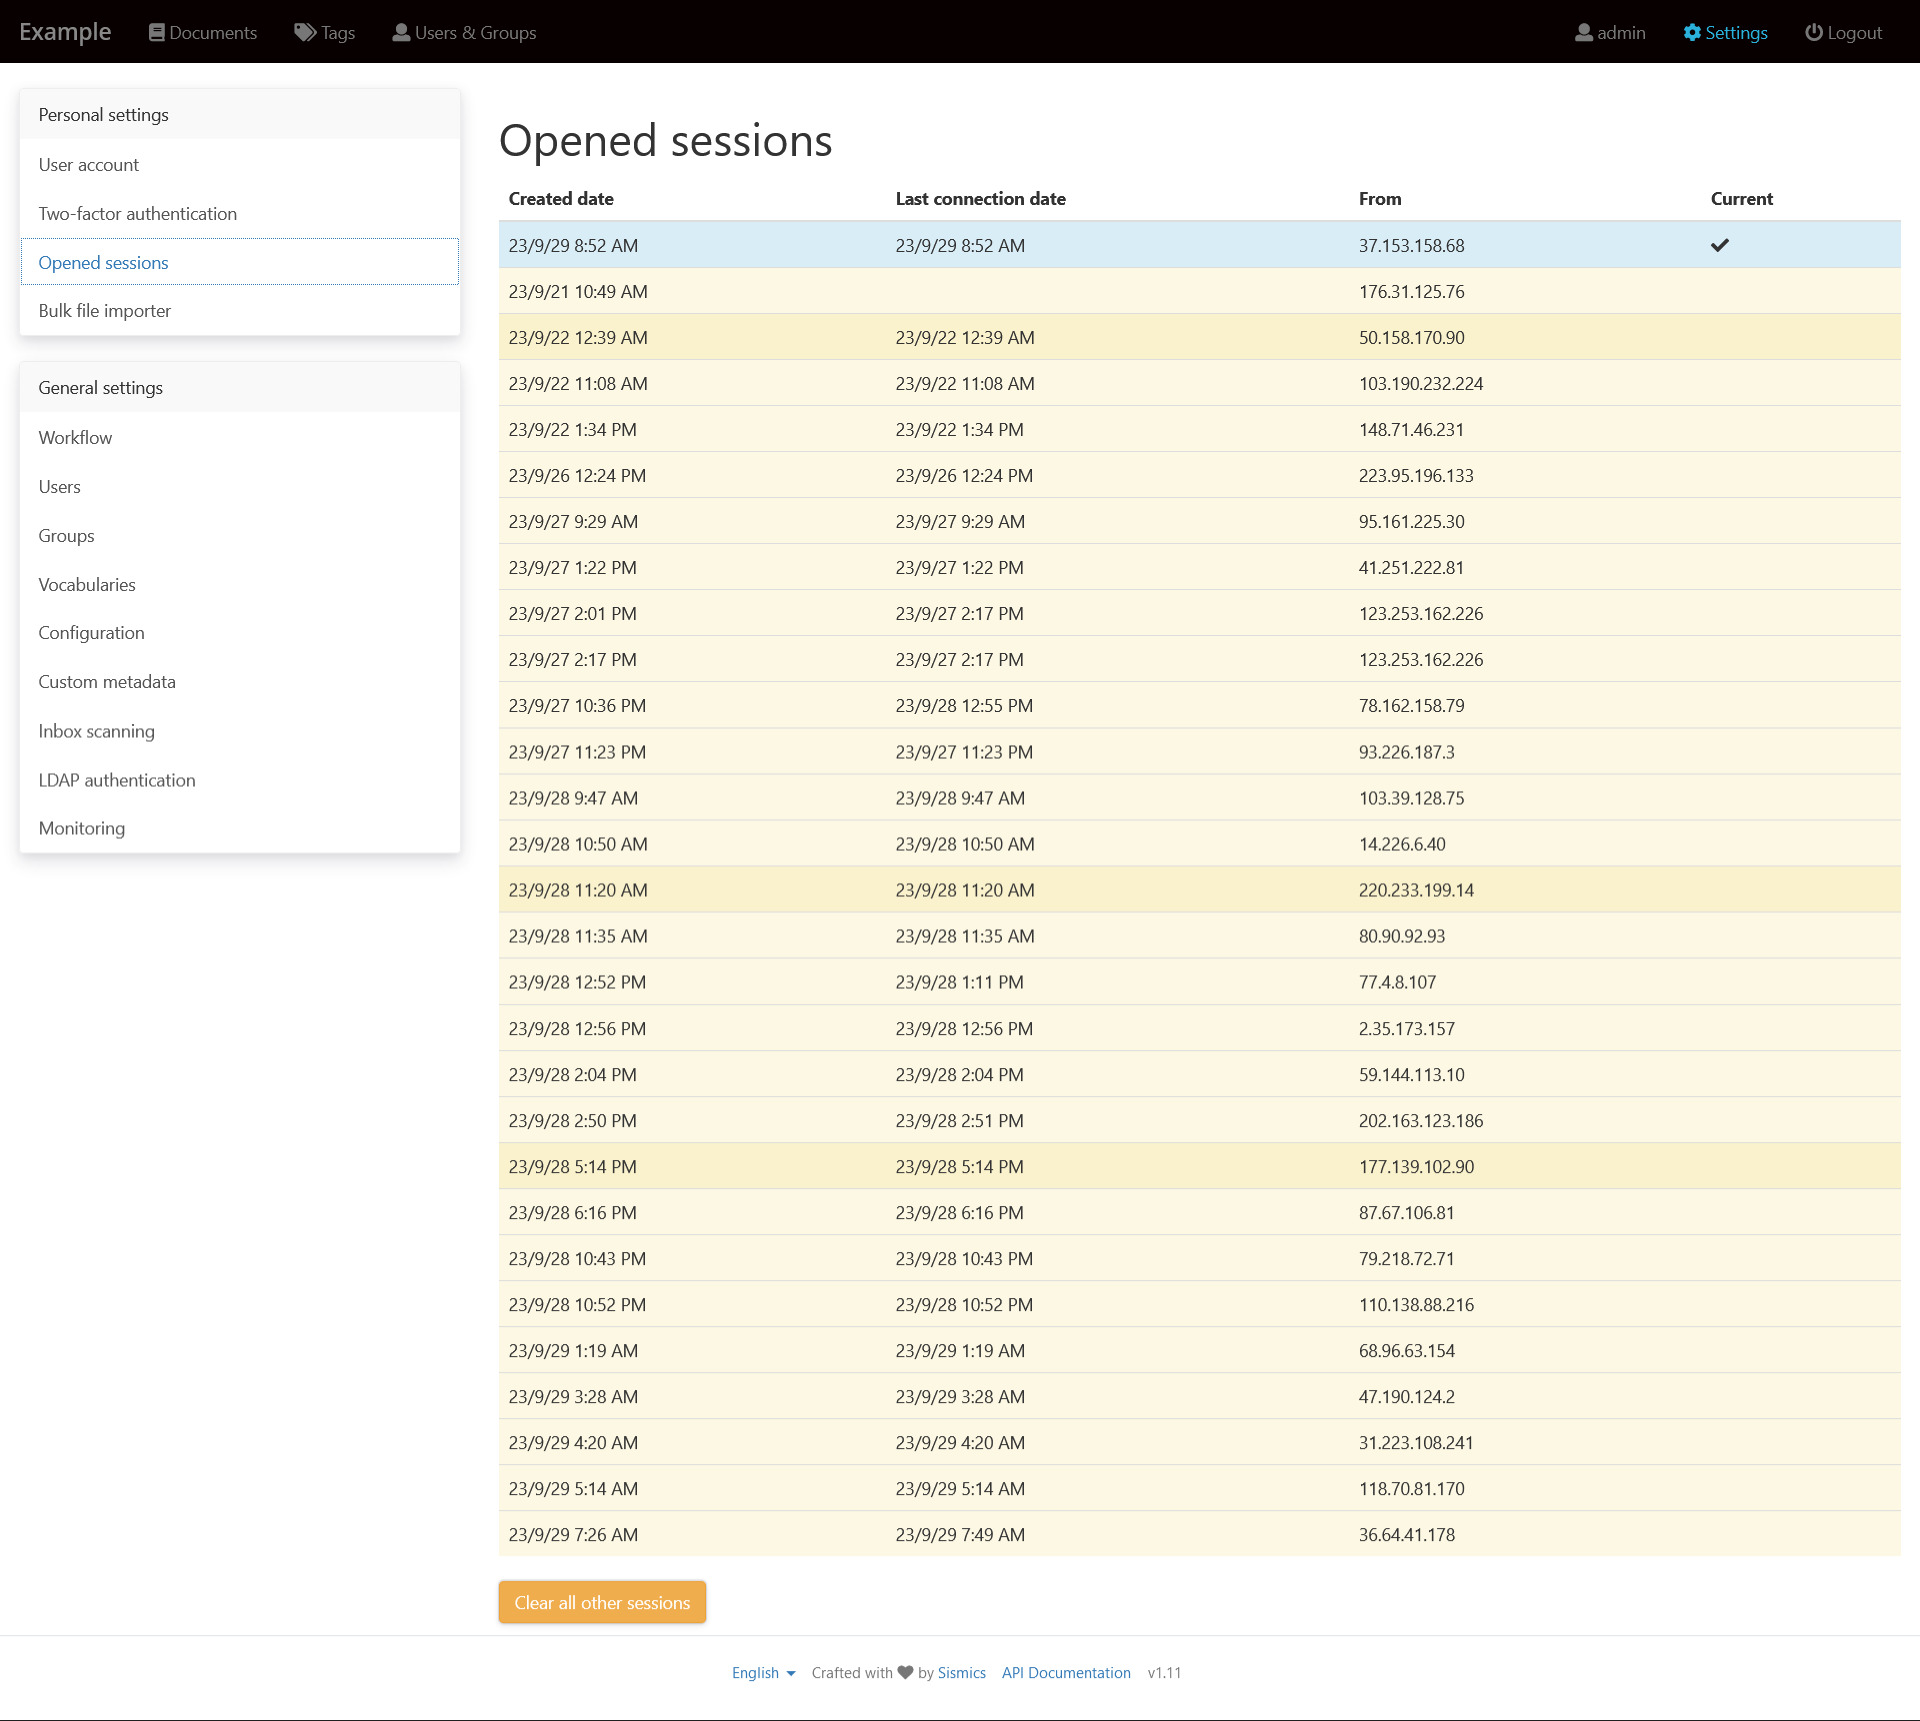 Example Documents Tags Users & Groups admin Settings Logout
Personal settings
User account
Two-factor authentication
Opened sessions
Bulk file importer
General settings
Workflow
Users
Groups
Vocabularies
Configuration
Custom metadata
Inbox scanning
LDAP authentication
Monitoring
Opened sessions
Created date Last connection date From Current
23/9/29 8:52 AM 23/9/29 8:52 AM 37.153.158.68
23/9/21 10:49 AM 176.31.125.76
23/9/22 12:39 AM 23/9/22 12:39 AM 50.158.170.90
23/9/22 11:08 AM 23/9/22 11:08 AM 103.190.232.224
23/9/22 1:34 PM 23/9/22 1:34 PM 148.71.46.231
23/9/26 12:24 PM 23/9/26 12:24 PM 223.95.196.133
23/9/27 9:29 AM 23/9/27 9:29 AM 95.161.225.30
23/9/27 1:22 PM 23/9/27 1:22 PM 41.251.222.81
23/9/27 2:01 PM 23/9/27 2:17 PM 123.253.162.226
23/9/27 2:17 PM 23/9/27 2:17 PM 123.253.162.226
23/9/27 10:36 PM 23/9/28 12:55 PM 78.162.158.79
23/9/27 11:23 PM 23/9/27 11:23 PM 93.226.187.3
23/9/28 9:47 AM 23/9/28 9:47 AM 103.39.128.75
23/9/28 10:50 AM 23/9/28 10:50 AM 14.226.6.40
23/9/28 11:20 AM 23/9/28 11:20 AM 220.233.199.14
23/9/28 11:35 AM 23/9/28 11:35 AM 80.90.92.93
23/9/28 12:52 PM 23/9/28 1:11 PM 77.4.8.107
23/9/28 12:56 PM 23/9/28 12:56 PM 2.35.173.157
23/9/28 2:04 PM 23/9/28 2:04 PM 59.144.113.10
23/9/28 2:50 PM 23/9/28 2:51 PM 202.163.123.186
23/9/28 5:14 PM 23/9/28 5:14 PM 177.139.102.90
23/9/28 6:16 PM 23/9/28 6:16 PM 87.67.106.81
23/9/28 10:43 PM 23/9/28 10:43 PM 79.218.72.71
23/9/28 10:52 PM 23/9/28 10:52 PM 110.138.88.216
23/9/29 1:19 AM 23/9/29 1:19 AM 68.96.63.154
23/9/29 3:28 AM 23/9/29 3:28 AM 47.190.124.2
23/9/29 4:20 AM 23/9/29 4:20 AM 31.223.108.241
23/9/29 5:14 AM 23/9/29 5:14 AM 118.70.81.170
23/9/29 7:26 AM 23/9/29 7:49 AM 36.64.41.178
Clear all other sessions
English Crafted with by Sismics API Documentation v1.11